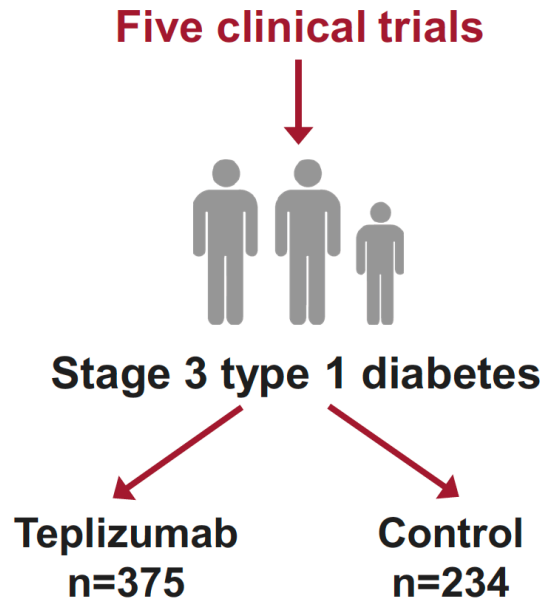 Five clinical trials
Stage 3 type 1 diabetes
Teplizumab
n=375
Control
n=234